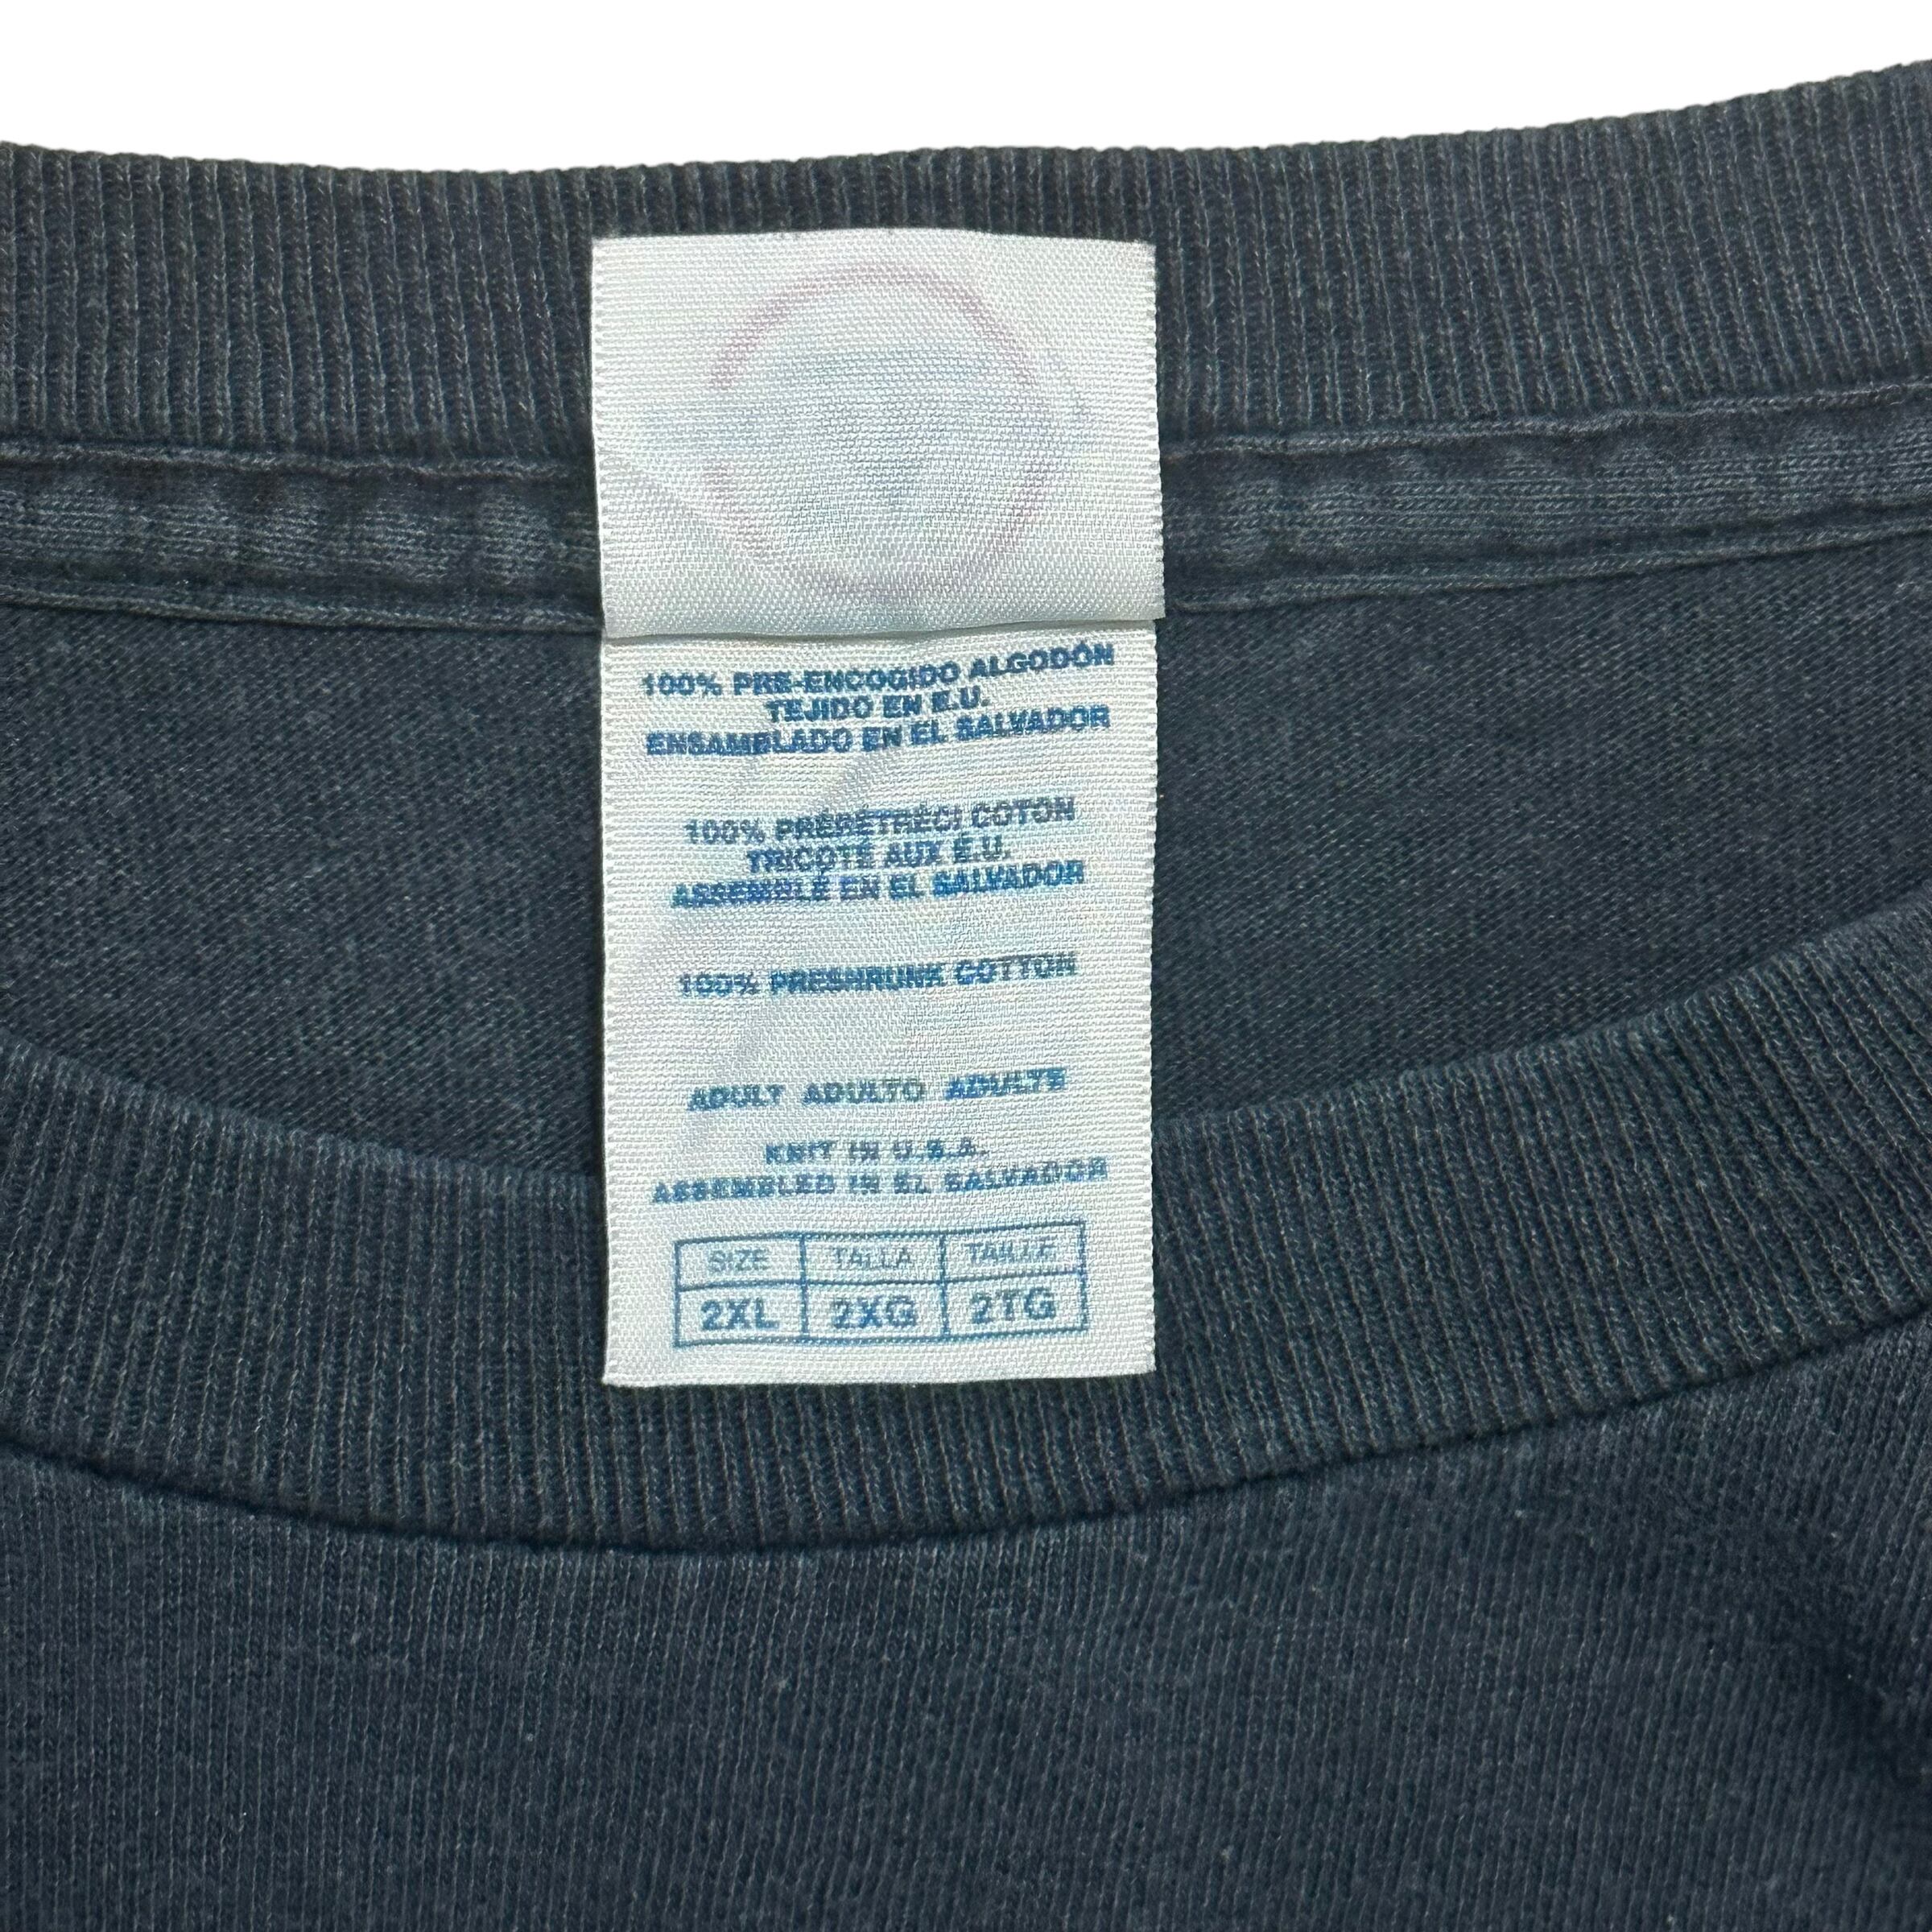 100% PRE-ENCOGIDO ALGODÓN
TEJIDO EN E.U.
ENSAMBLADO EN EL SALVADOR
100% PRÉRÉTRÉCI COTON
TRICOTÉ AUX É.U.
ASSEMBLÉ EN EL SALVADOR
100% PRESHRUNK COTTON
ADULT ADULTO ADULTE
KNIT IN U.S.A.
ASSEMBLED IN EL SALVADOR
SIZE TALLA TAILLE
2XL 2XG 2TG